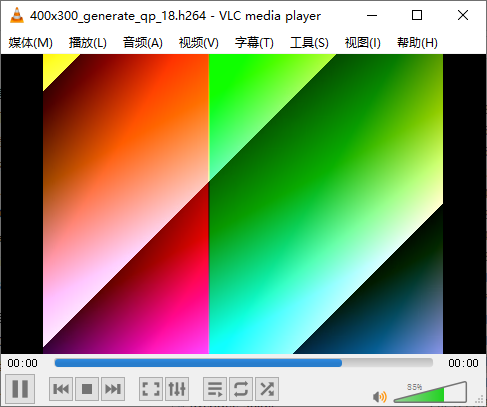 400x300_generate_qp_18.h264 - VLC media player
媒体(M) 播放(L) 音频(A) 视频(V) 字幕(T) 工具(S) 视图(I) 帮助(H)
00:00 00:00
55%